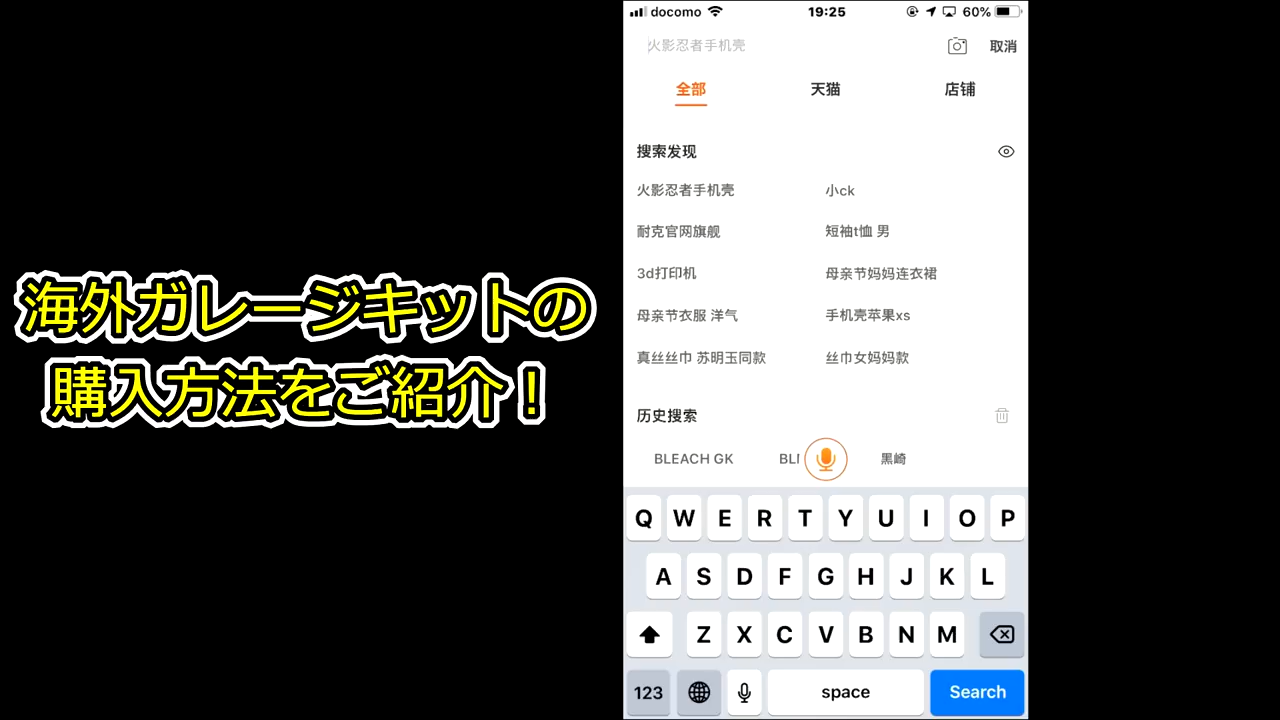 海外ガレージキットの
購入方法をご紹介！
docomo 19:25 60%
火影忍者手机壳 取消
全部 天猫 店铺
搜索发现
火影忍者手机壳 小ck
耐克官网旗舰 短袖t恤 男
3d打印机 母亲节妈妈连衣裙
母亲节衣服 洋气 手机壳苹果xs
真丝丝巾 苏明玉同款 丝巾女妈妈款
历史搜索
BLEACH GK 黑崎
Q W E R T Y U I O P
A S D F G H J K L
Z X C V B N M
123 space Search